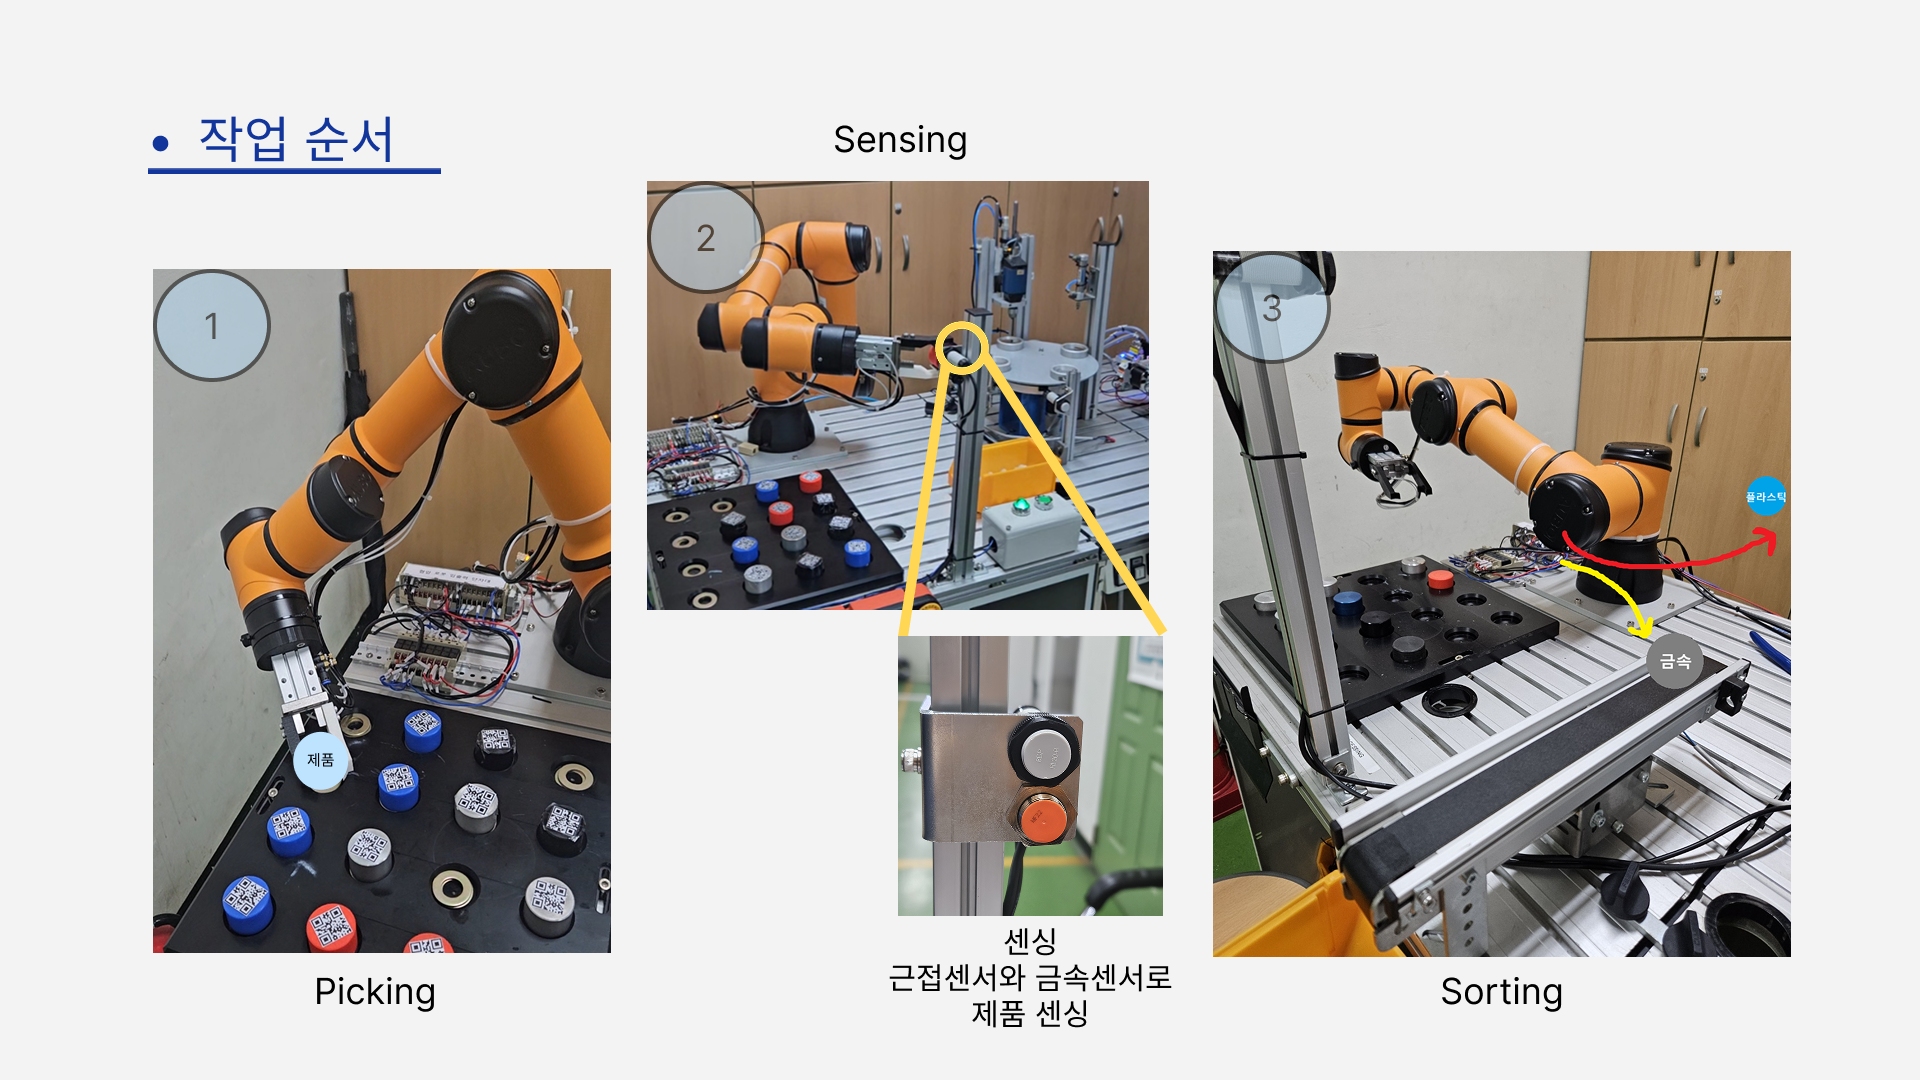 • 작업 순서
Sensing
1
2
3
제품
플라스틱
금속
Picking
센싱
근접센서와 금속센서로
제품 센싱
Sorting